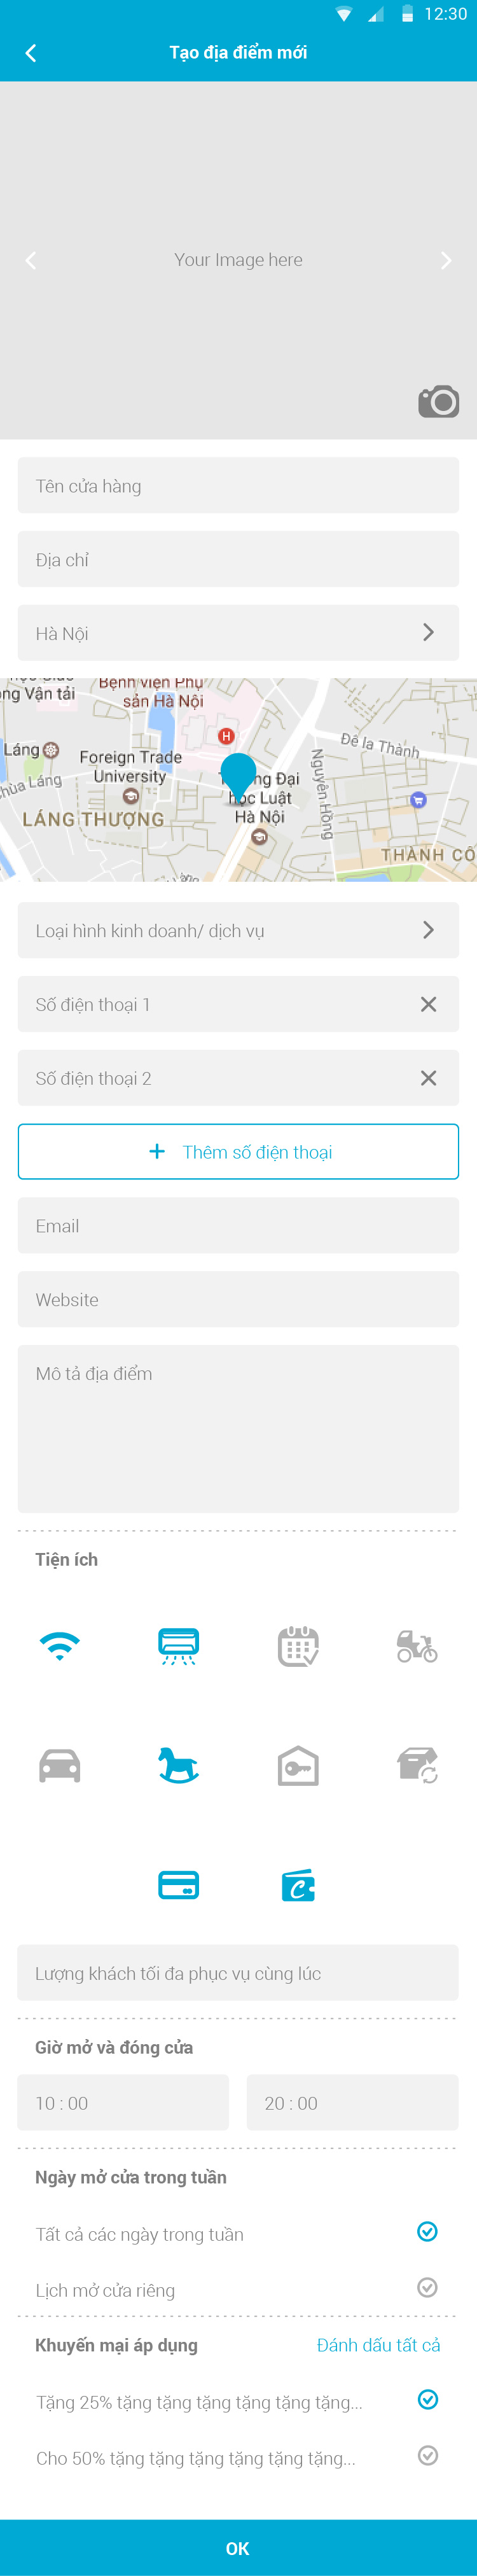 12:30
Tạo địa điểm mới
Your Image here
Tên cửa hàng
Địa chỉ
Hà Nội
ng Vận tải
Bệnh viện Phụ
sản Hà Nội
H
Láng
Foreign Trade
University
Đê la Thành
Nguyên Hồng
ùa Láng
LÁNG THƯỢNG
ng Đại
học Luật
Hà Nội
THÀNH CÔ
Loại hình kinh doanh/ dịch vụ
Số điện thoại 1
Số điện thoại 2
+ Thêm số điện thoại
Email
Website
Mô tả địa điểm
Tiện ích
Lượng khách tối đa phục vụ cùng lúc
Giờ mở và đóng cửa
10 : 00
20 : 00
Ngày mở cửa trong tuần
Tất cả các ngày trong tuần
Lịch mở cửa riêng
Khuyến mại áp dụng
Đánh dấu tất cả
Tặng 25% tặng tặng tặng tặng tặng tặng...
Cho 50% tặng tặng tặng tặng tặng tặng...
OK